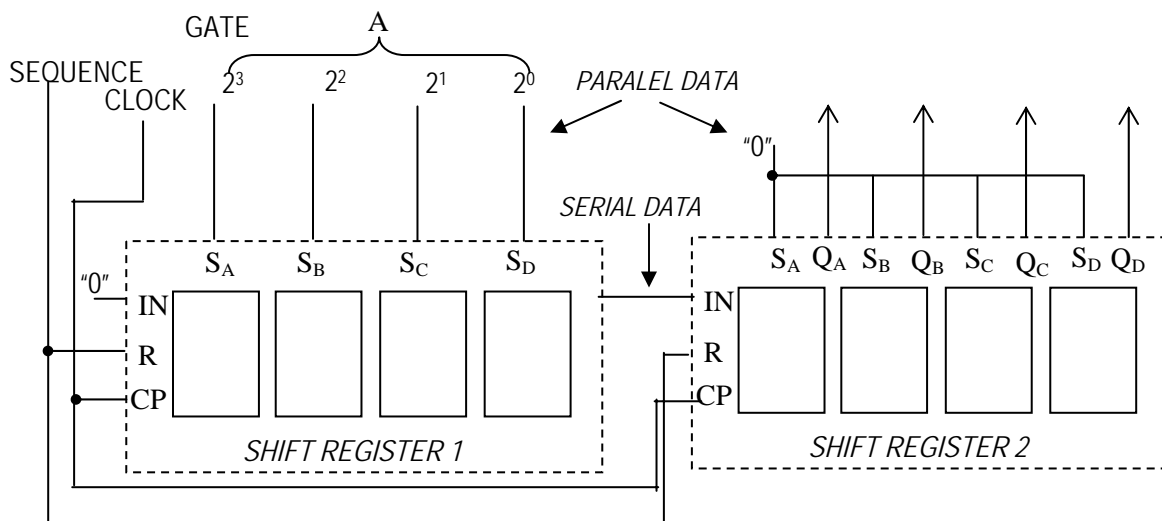 GATE A
SEQUENCE 2³ 2² 2¹ 2⁰ PARALEL DATA
CLOCK
"0"
SERIAL DATA
S_A S_B S_C S_D
S_A Q_A S_B Q_B S_C Q_C S_D Q_D
"0" IN
IN
R
R
CP
CP
SHIFT REGISTER 1
SHIFT REGISTER 2